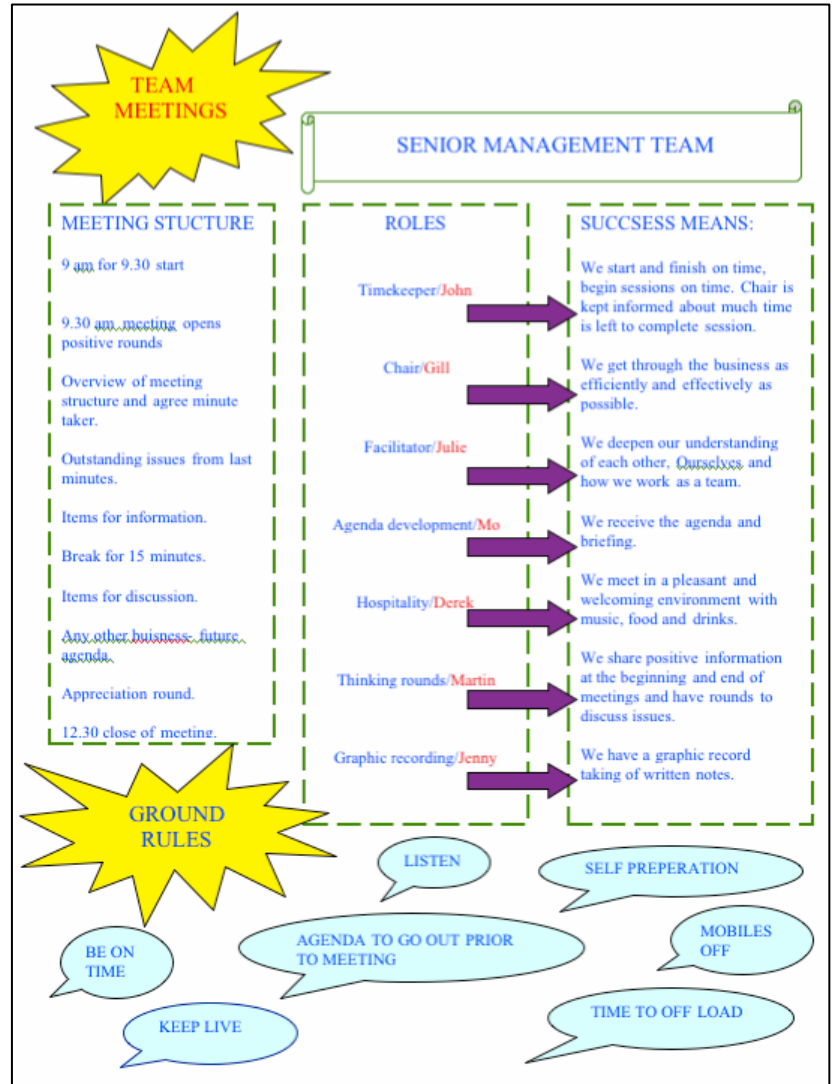 TEAM
MEETINGS
SENIOR MANAGEMENT TEAM
MEETING STUCTURE
9 am for 9.30 start
9.30 am meeting opens
positive rounds
Overview of meeting
structure and agree minute
taker.
Outstanding issues from last
minutes.
Items for information.
Break for 15 minutes.
Items for discussion.
Any other buisness- future
agenda.
Appreciation round.
12.30 close of meeting.
ROLES
Timekeeper/John
Chair/Gill
Facilitator/Julie
Agenda development/Mo
Hospitality/Derek
Thinking rounds/Martin
Graphic recording/Jenny
SUCCSESS MEANS:
We start and finish on time,
begin sessions on time. Chair is
kept informed about much time
is left to complete session.
We get through the business as
efficiently and effectively as
possible.
We deepen our understanding
of each other, Ourselves and
how we work as a team.
We receive the agenda and
briefing.
We meet in a pleasant and
welcoming environment with
music, food and drinks.
We share positive information
at the beginning and end of
meetings and have rounds to
discuss issues.
We have a graphic record
taking of written notes.
GROUND
RULES
LISTEN
SELF PREPERATION
BE ON
TIME
AGENDA TO GO OUT PRIOR
TO MEETING
MOBILES
OFF
KEEP LIVE
TIME TO OFF LOAD